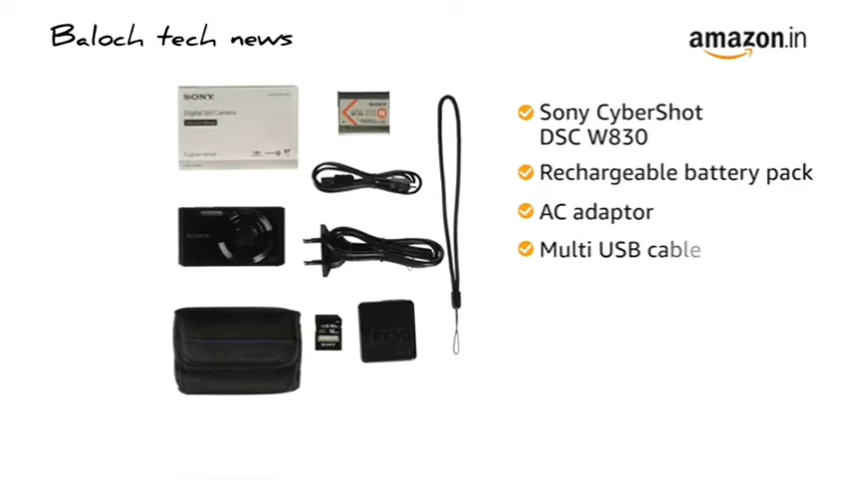 Baloch tech news
amazon.in
SONY
Digital Still Camera
Cyber-shot
SONY
SONY
SONY
Sony CyberShot
DSC W830
Rechargeable battery pack
AC adaptor
Multi USB cable